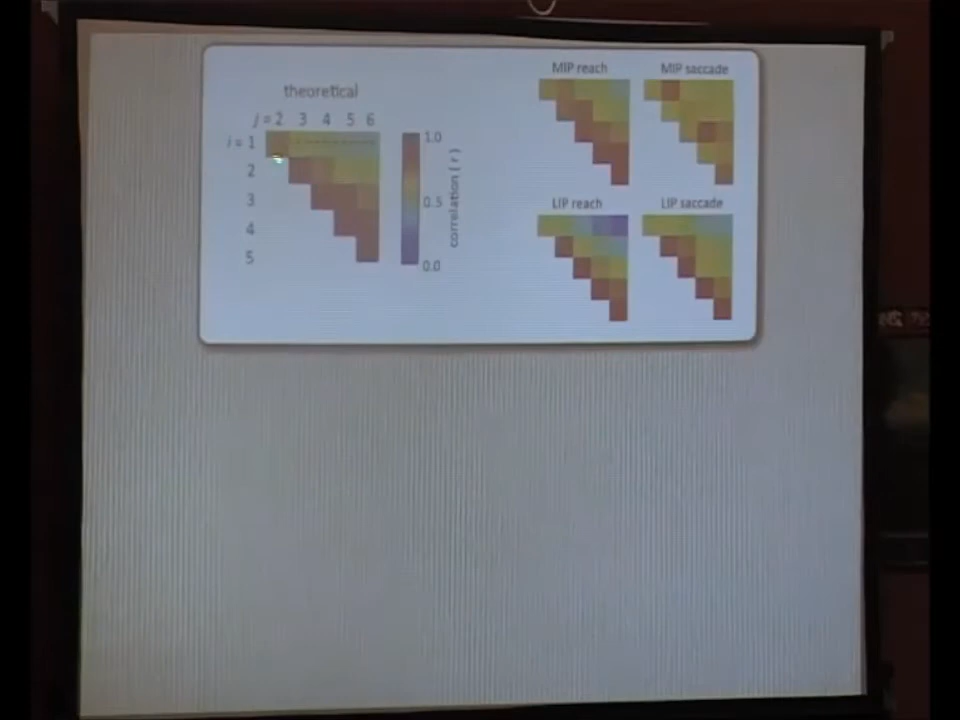 theoretical
j = 2 3 4 5 6
i = 1
2
3
4
5
1.0
0.5
0.0
correlation ( r )
MIP reach
MIP saccade
LIP reach
LIP saccade